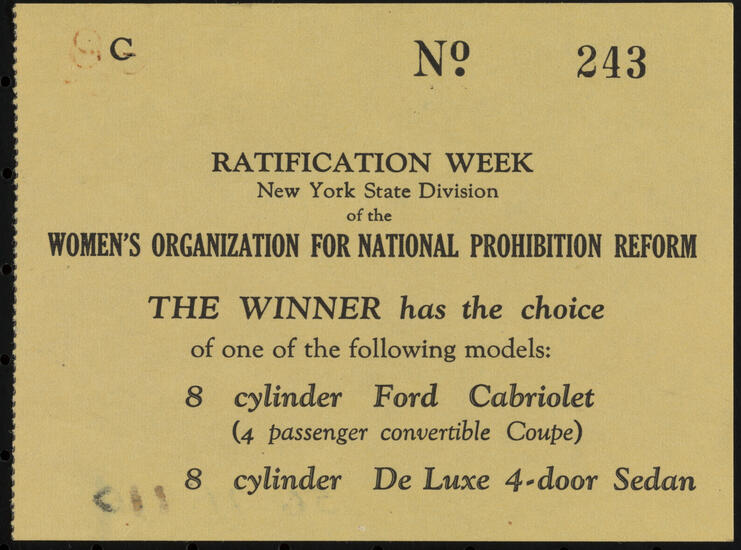 G
Nº 243
RATIFICATION WEEK
New York State Division
of the
WOMEN'S ORGANIZATION FOR NATIONAL PROHIBITION REFORM
THE WINNER has the choice
of one of the following models:
8 cylinder Ford Cabriolet
(4 passenger convertible Coupe)
8 cylinder De Luxe 4-door Sedan